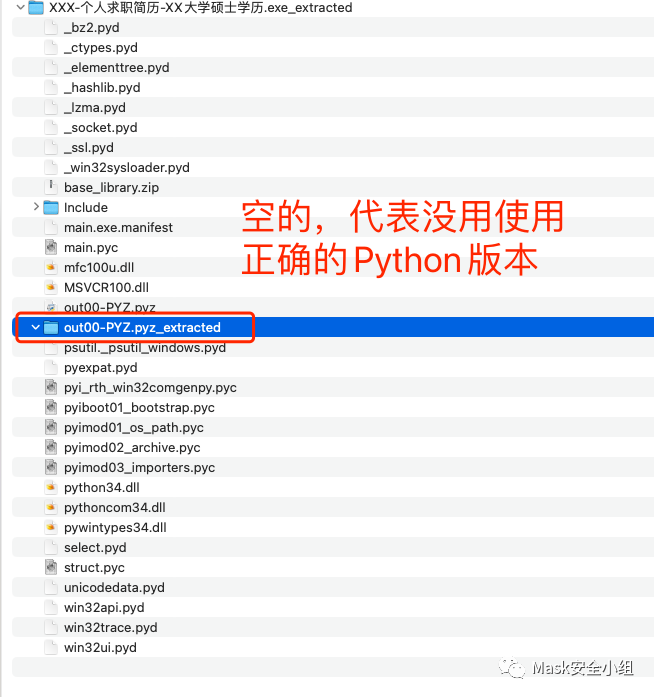 XXX-个人求职简历-XX大学硕士学历.exe_extracted
_bz2.pyd
_ctypes.pyd
_elementtree.pyd
_hashlib.pyd
_lzma.pyd
_socket.pyd
_ssl.pyd
_win32sysloader.pyd
base_library.zip
Include
main.exe.manifest
main.pyc
mfc100u.dll
MSVCR100.dll
out00-PYZ.pyz
out00-PYZ.pyz_extracted
psutil._psutil_windows.pyd
pyexpat.pyd
pyi_rth_win32comgenpy.pyc
pyiboot01_bootstrap.pyc
pyimod01_os_path.pyc
pyimod02_archive.pyc
pyimod03_importers.pyc
python34.dll
pythoncom34.dll
pywintypes34.dll
select.pyd
struct.pyc
unicodedata.pyd
win32api.pyd
win32trace.pyd
win32ui.pyd
空的，代表没用使用
正确的Python版本
Mask安全小组